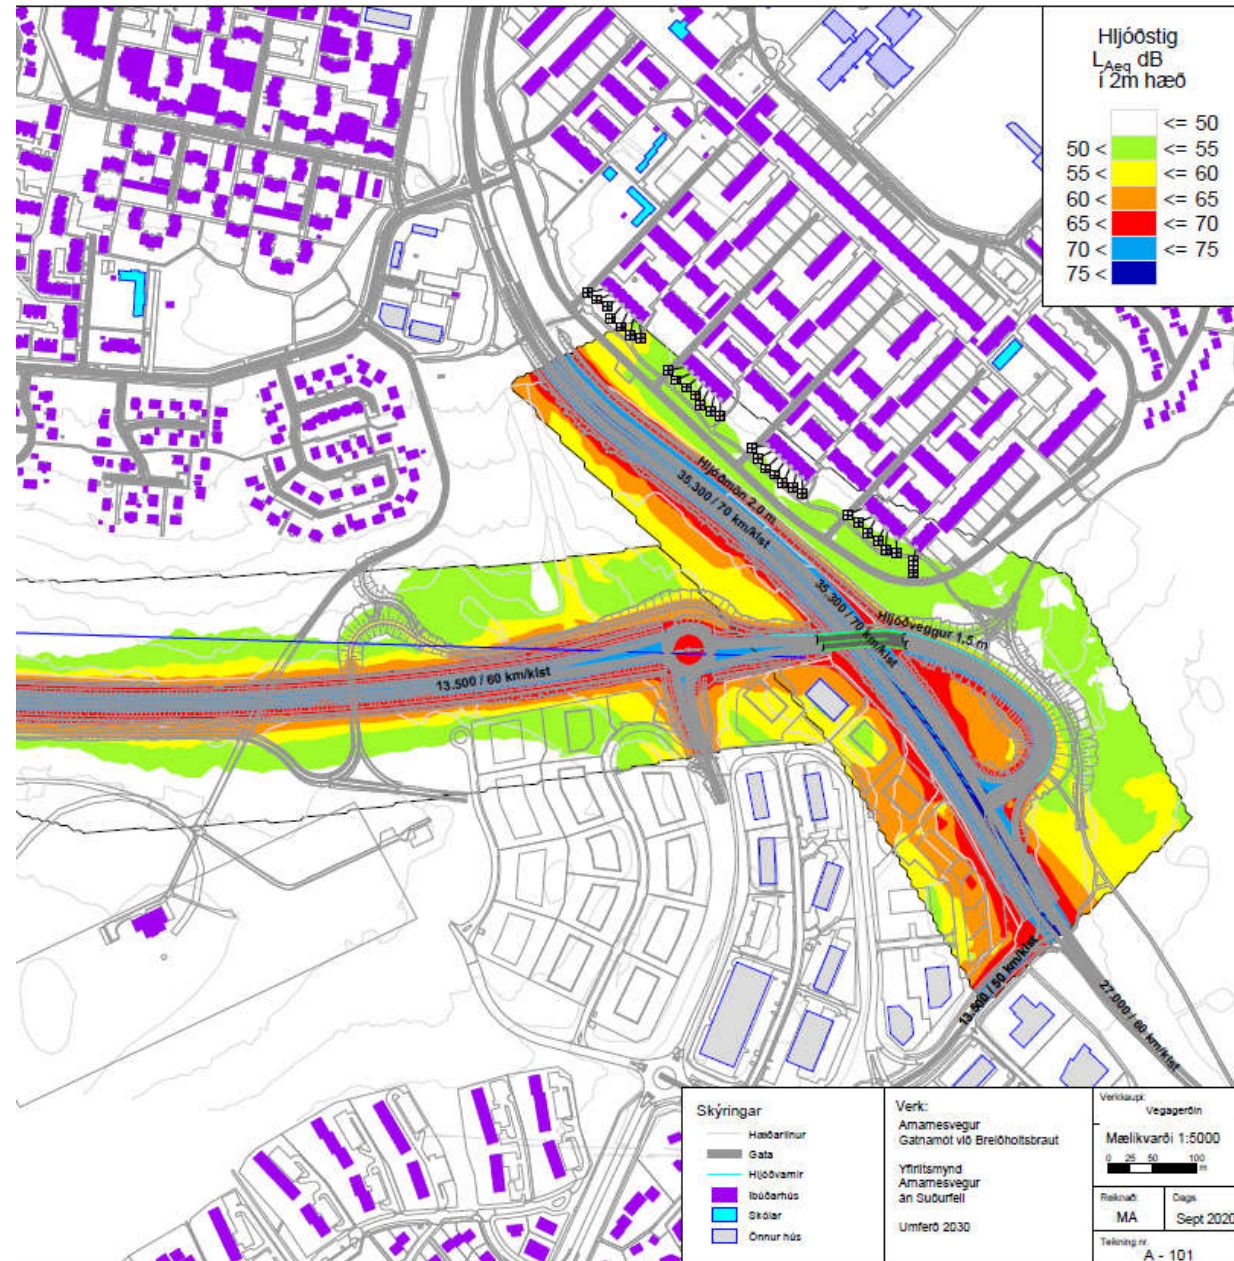 Hljóðstig
LAeq dB
í 2m hæð
<= 50
50 < <= 55
55 < <= 60
60 < <= 65
65 < <= 70
70 < <= 75
75 <
Hljóðmön 2.0 m
35.300 / 70 km/klst
35.300 / 70 km/klst
Hljóðveggur 1,5 m
13.500 / 60 km/klst
13.500 / 50 km/klst
27.000 / 60 km/klst
Skýringar
Hæðarlínur
Gata
Hljóðvarnir
Íbúðarhús
Skólar
Önnur hús
Verk:
Arnarnesvegur
Gatnamót við Breiðholtsbraut
Yfirlitsmynd
Arnarnesvegur
án Suðurfell
Umferð 2030
Verkkaupi:
Vegagerðin
Mælikvarði 1:5000
0 25 50 100
m
Reiknað:
MA
Dags.
Sept 2020
Teikning nr.
A - 101